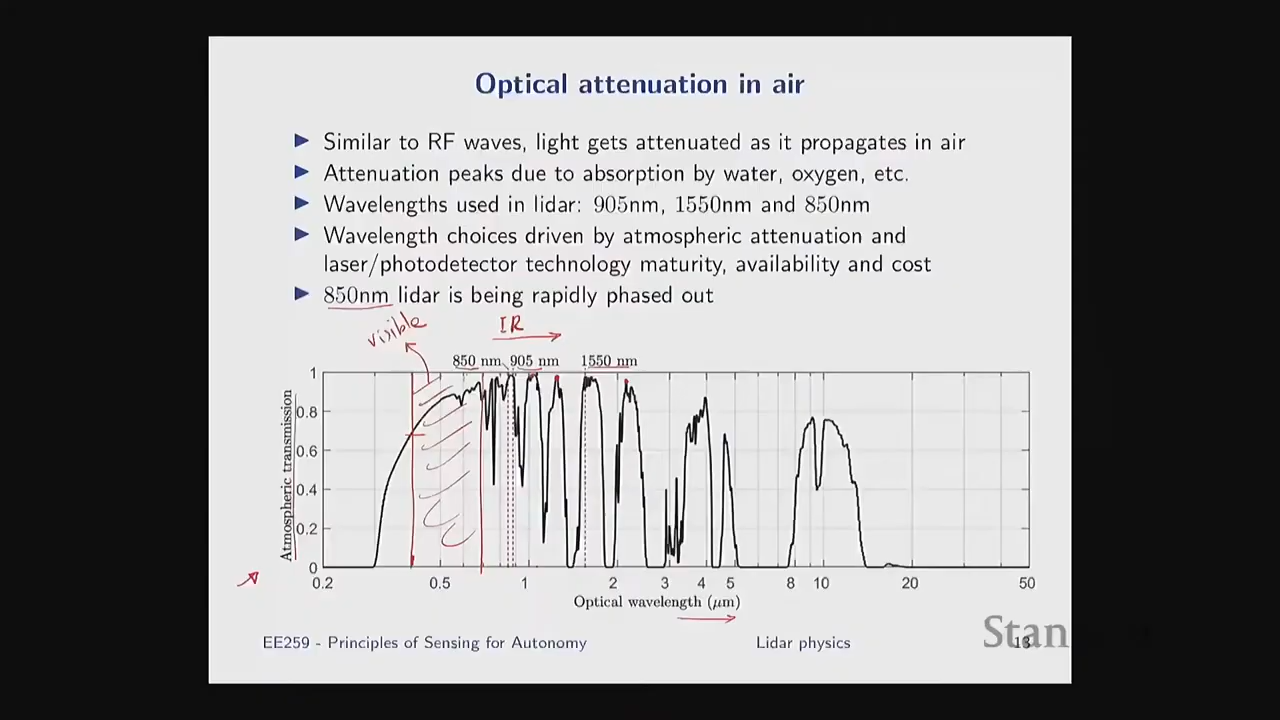 Optical attenuation in air
Similar to RF waves, light gets attenuated as it propagates in air
Attenuation peaks due to absorption by water, oxygen, etc.
Wavelengths used in lidar: 905nm, 1550nm and 850nm
Wavelength choices driven by atmospheric attenuation and
laser/photodetector technology maturity, availability and cost
850nm lidar is being rapidly phased out
visible
IR
850 nm
905 nm
1550 nm
Atmospheric transmission
1
0.8
0.6
0.4
0.2
0
0.2 0.5 1 2 3 4 5 8 10 20 50
Optical wavelength (μm)
EE259 - Principles of Sensing for Autonomy
Lidar physics
Stan
13